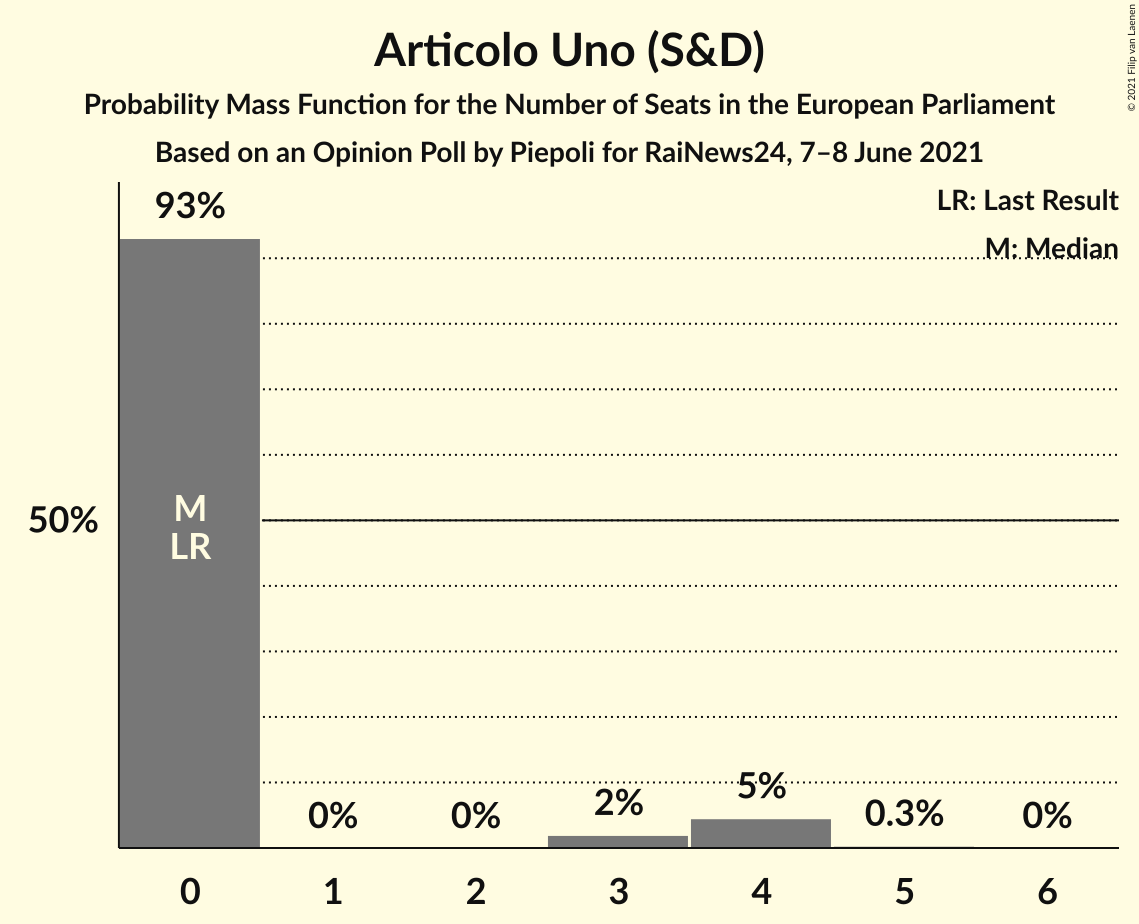 Articolo Uno (S&D)
Probability Mass Function for the Number of Seats in the European Parliament
Based on an Opinion Poll by Piepoli for RaiNews24, 7–8 June 2021
© 2021 Filip van Laenen
LR: Last Result
M: Median
93%
50%
M
LR
0%
0%
2%
5%
0.3%
0%
0
1
2
3
4
5
6